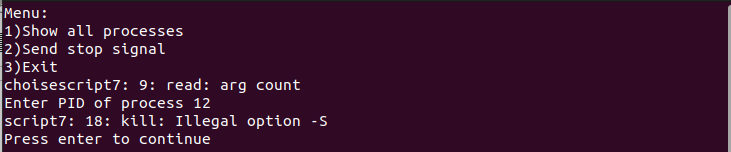 Menu:
1)Show all processes
2)Send stop signal
3)Exit
choisescript7: 9: read: arg count
Enter PID of process 12
script7: 18: kill: Illegal option -S
Press enter to continue